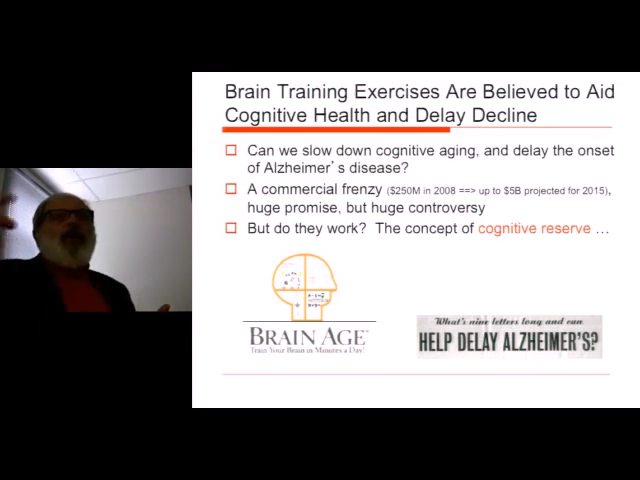 Brain Training Exercises Are Believed to Aid
Cognitive Health and Delay Decline
Can we slow down cognitive aging, and delay the onset
of Alzheimer's disease?
A commercial frenzy ($250M in 2008 ==> up to $5B projected for 2015),
huge promise, but huge controversy
But do they work? The concept of cognitive reserve …
BRAIN AGE™
Train Your Brain in Minutes a Day!
What's nine letters long and can
HELP DELAY ALZHEIMER'S?